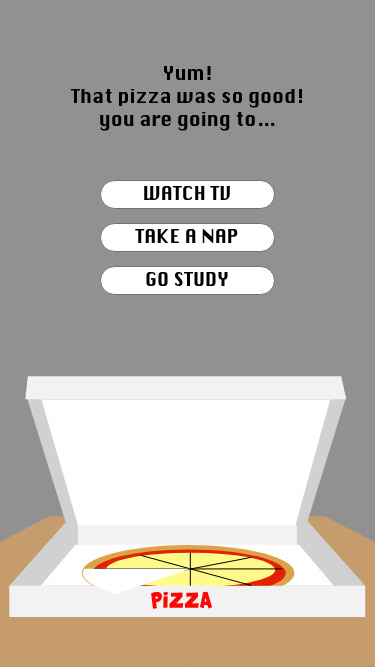 Yum!
That pizza was so good!
you are going to...
WATCH TV
TAKE A NAP
GO STUDY
PiZZA